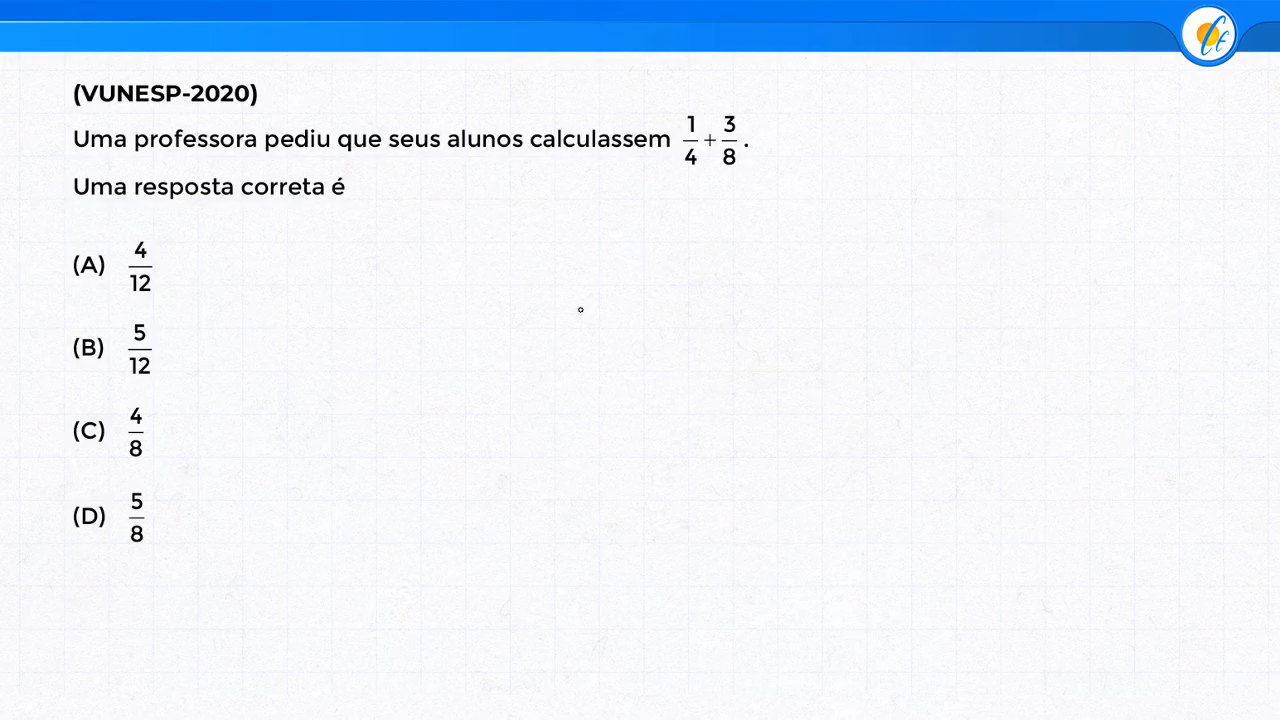 (VUNESP-2020)
Uma professora pediu que seus alunos calculassem 1/4 + 3/8.
Uma resposta correta é
(A) 4/12
(B) 5/12
(C) 4/8
(D) 5/8